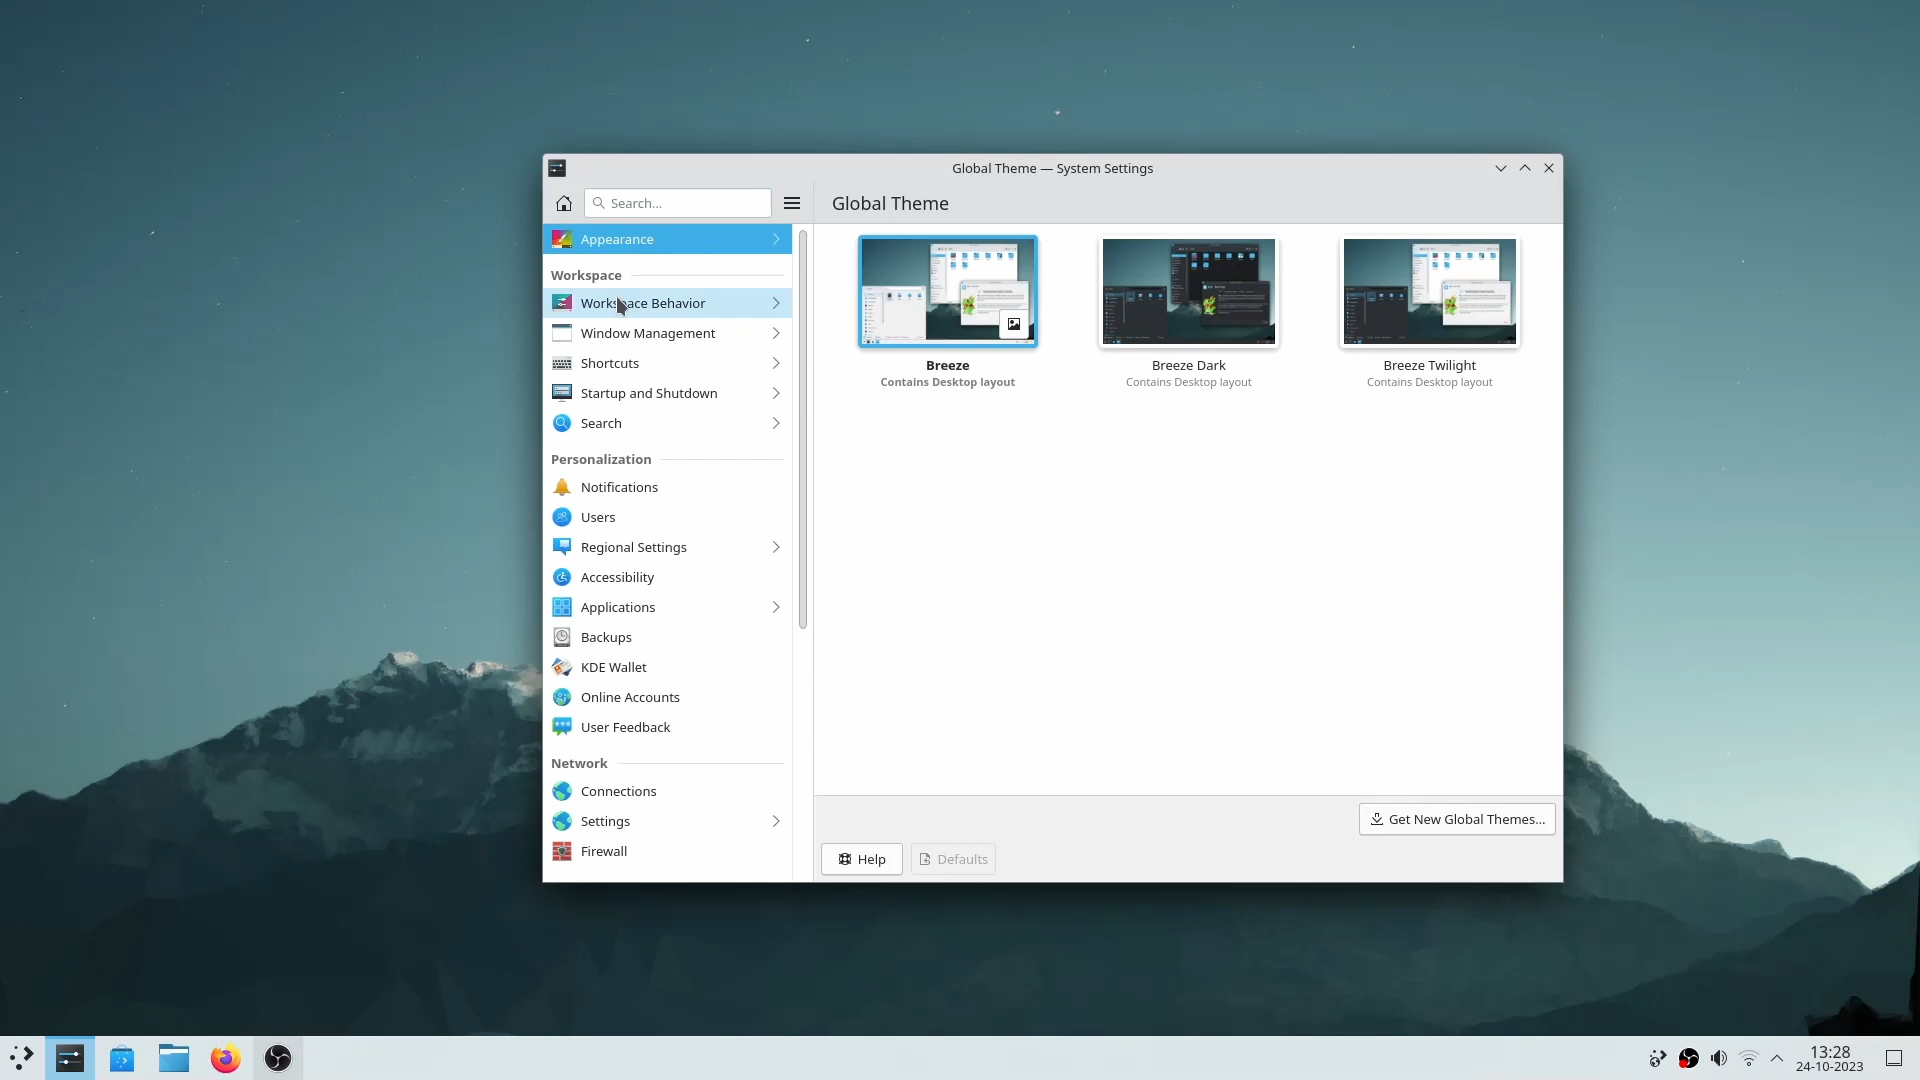 Global Theme — System Settings
Search...
Global Theme
Appearance
Workspace
Workspace Behavior
Window Management
Shortcuts
Startup and Shutdown
Search
Personalization
Notifications
Users
Regional Settings
Accessibility
Applications
Backups
KDE Wallet
Online Accounts
User Feedback
Network
Connections
Settings
Firewall
Breeze
Contains Desktop layout
Breeze Dark
Contains Desktop layout
Breeze Twilight
Contains Desktop layout
Get New Global Themes...
Help
Defaults
13:28
24-10-2023